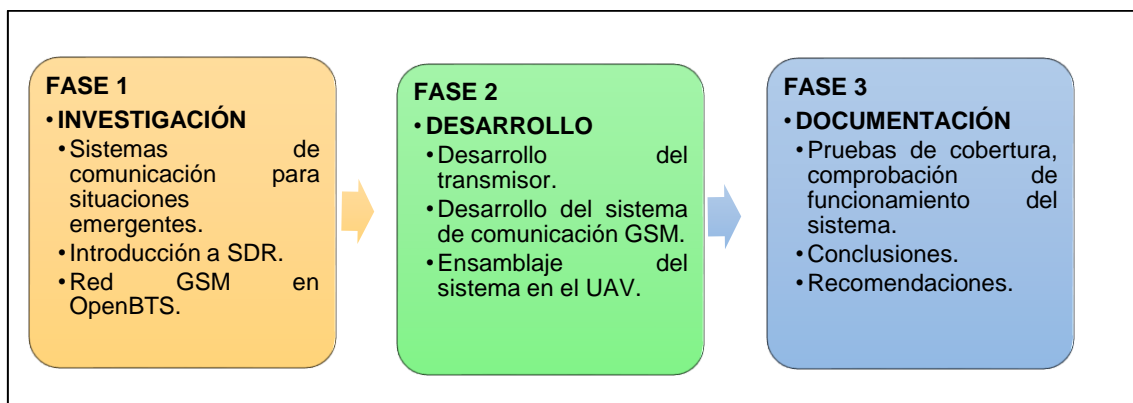 FASE 1
• INVESTIGACIÓN
• Sistemas de
comunicación para
situaciones
emergentes.
• Introducción a SDR.
• Red GSM en
OpenBTS.
FASE 2
• DESARROLLO
• Desarrollo del
transmisor.
• Desarrollo del sistema
de comunicación GSM.
• Ensamblaje del
sistema en el UAV.
FASE 3
• DOCUMENTACIÓN
• Pruebas de cobertura,
comprobación de
funcionamiento del
sistema.
• Conclusiones.
• Recomendaciones.